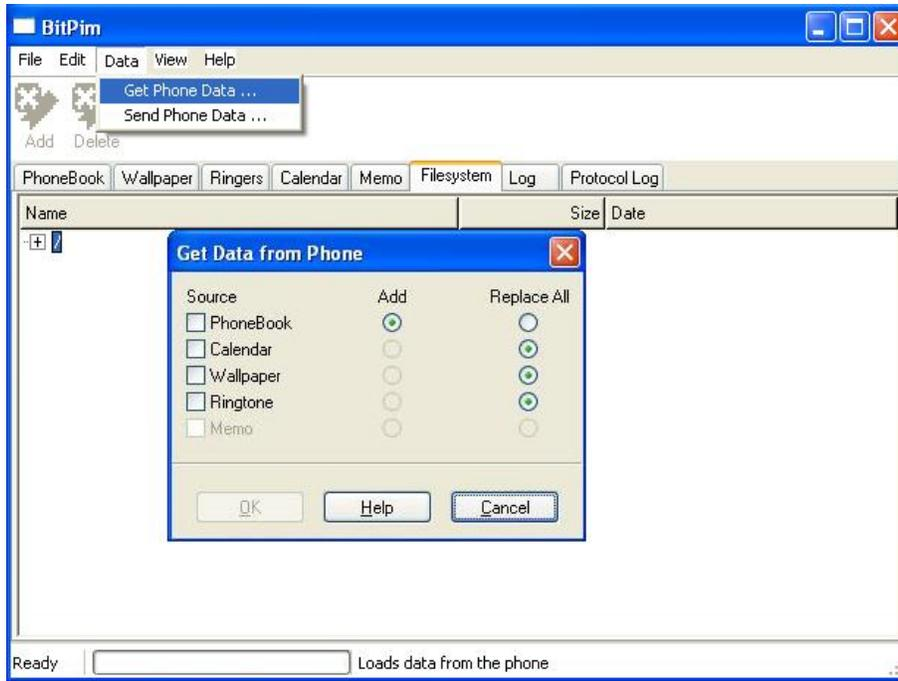 BitPim
File Edit Data View Help
Get Phone Data ...
Send Phone Data ...
Add Delete
PhoneBook Wallpaper Ringers Calendar Memo Filesystem Log Protocol Log
Name Size Date
/
Get Data from Phone
Source Add Replace All
PhoneBook
Calendar
Wallpaper
Ringtone
Memo
OK Help Cancel
Ready Loads data from the phone